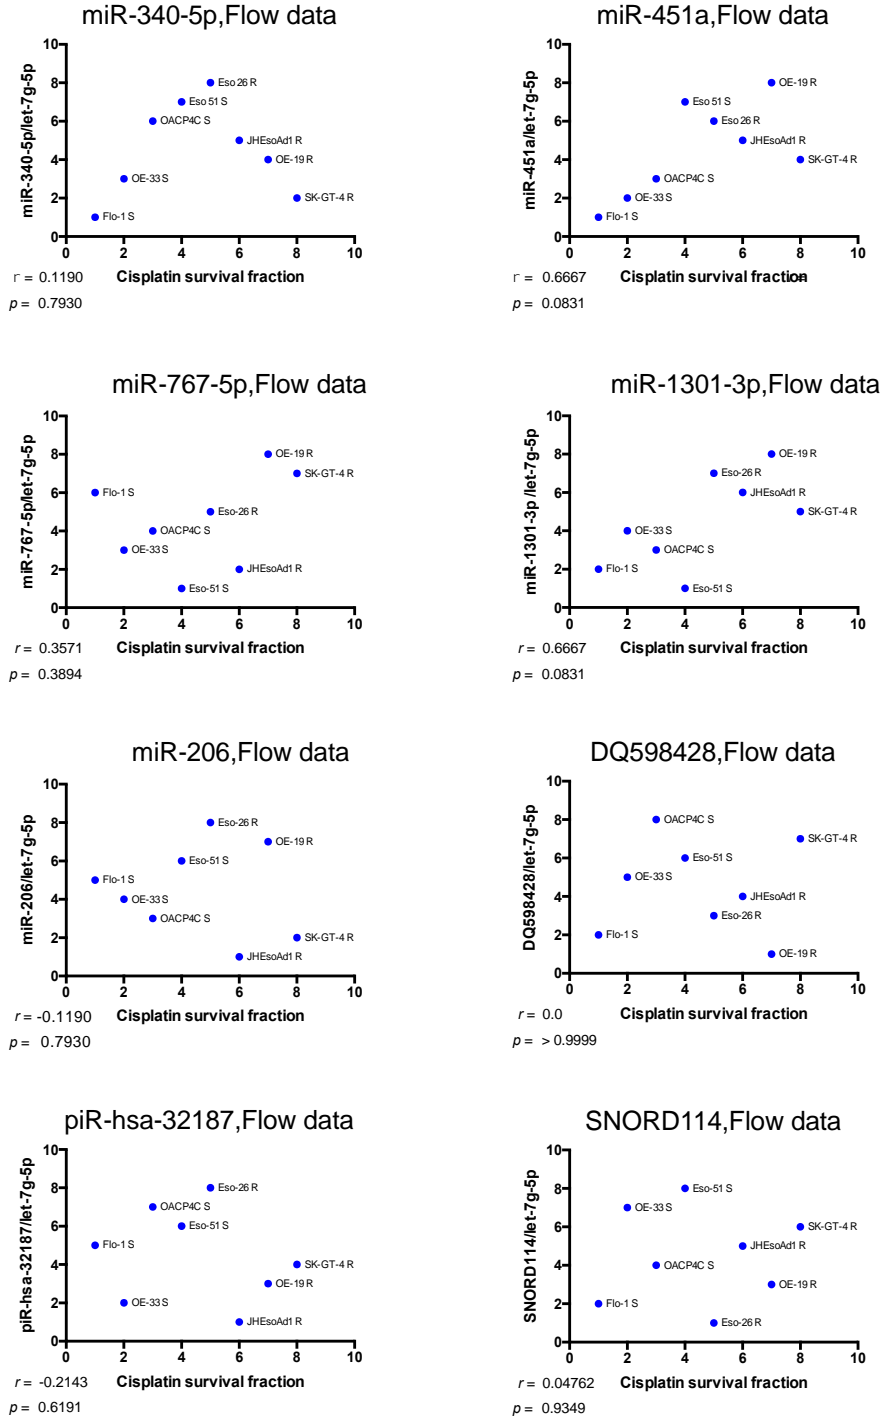 miR-340-5p,Flow data
miR-340-5p/let-7g-5p
10
8
6
4
2
0
Eso 26 R
Eso 51 S
OACP4C S
JHEsoAd1 R
OE-19 R
OE-33 S
SK-GT-4 R
Flo-1 S
0 2 4 6 8 10
r = 0.1190 Cisplatin survival fraction
p = 0.7930
miR-451a,Flow data
miR-451a/let-7g-5p
10
8
6
4
2
0
OE-19 R
Eso 51 S
Eso 26 R
JHEsoAd1 R
SK-GT-4 R
OACP4C S
OE-33 S
Flo-1 S
0 2 4 6 8 10
r = 0.6667 Cisplatin survival fraction
p = 0.0831
miR-767-5p,Flow data
miR-767-5p/let-7g-5p
10
8
6
4
2
0
OE-19 R
SK-GT-4 R
Flo-1 S
Eso-26 R
OACP4C S
OE-33 S
JHEsoAd1 R
Eso-51 S
0 2 4 6 8 10
r = 0.3571 Cisplatin survival fraction
p = 0.3894
miR-1301-3p,Flow data
miR-1301-3p /let-7g-5p
10
8
6
4
2
0
OE-19 R
Eso-26 R
JHEsoAd1 R
SK-GT-4 R
OE-33 S
OACP4C S
Flo-1 S
Eso-51 S
0 2 4 6 8 10
r = 0.6667 Cisplatin survival fraction
p = 0.0831
miR-206,Flow data
miR-206/let-7g-5p
10
8
6
4
2
0
Eso-26 R
OE-19 R
Eso-51 S
Flo-1 S
OE-33 S
OACP4C S
SK-GT-4 R
JHEsoAd1 R
0 2 4 6 8 10
r = -0.1190 Cisplatin survival fraction
p = 0.7930
DQ598428,Flow data
DQ598428/let-7g-5p
10
8
6
4
2
0
OACP4C S
SK-GT-4 R
Eso-51 S
OE-33 S
JHEsoAd1 R
Eso-26 R
Flo-1 S
OE-19 R
0 2 4 6 8 10
r = 0.0 Cisplatin survival fraction
p = > 0.9999
piR-hsa-32187,Flow data
piR-hsa-32187/let-7g-5p
10
8
6
4
2
0
Eso-26 R
OACP4C S
Eso-51 S
Flo-1 S
SK-GT-4 R
OE-19 R
OE-33 S
JHEsoAd1 R
0 2 4 6 8 10
r = -0.2143 Cisplatin survival fraction
p = 0.6191
SNORD114,Flow data
SNORD114/let-7g-5p
10
8
6
4
2
0
Eso-51 S
OE-33 S
SK-GT-4 R
JHEsoAd1 R
OACP4C S
OE-19 R
Flo-1 S
Eso-26 R
0 2 4 6 8 10
r = 0.04762 Cisplatin survival fraction
p = 0.9349